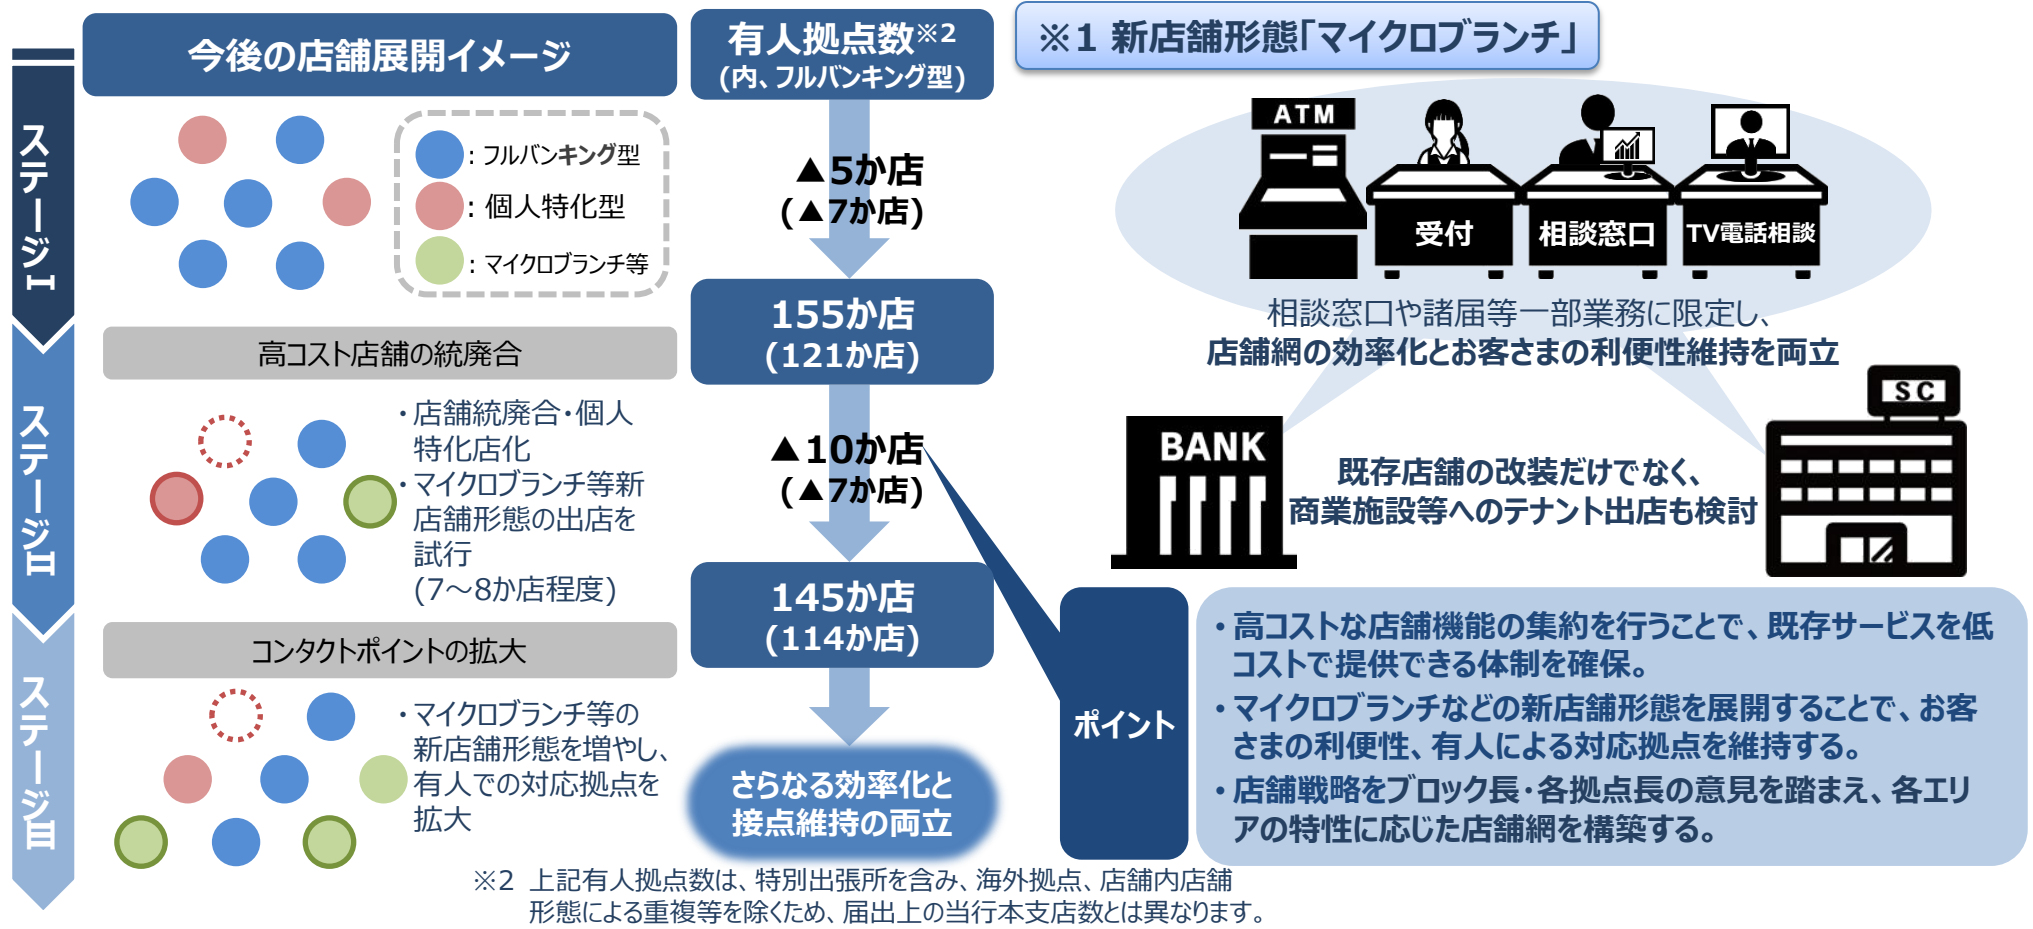 今後の店舗展開イメージ
ステージⅠ
ステージⅡ
ステージⅢ
：フルバンキング型
：個人特化型
：マイクロブランチ等
高コスト店舗の統廃合
・店舗統廃合・個人
特化店化
・マイクロブランチ等新
店舗形態の出店を
試行
(7～8か店程度)
コンタクトポイントの拡大
・マイクロブランチ等の
新店舗形態を増やし、
有人での対応拠点を
拡大
有人拠点数※2
(内、フルバンキング型)
▲5か店
(▲7か店)
155か店
(121か店)
▲10か店
(▲7か店)
145か店
(114か店)
さらなる効率化と
接点維持の両立
※1 新店舗形態「マイクロブランチ」
ATM
受付
相談窓口
TV電話相談
相談窓口や諸届等一部業務に限定し、
店舗網の効率化とお客さまの利便性維持を両立
BANK
SC
既存店舗の改装だけでなく、
商業施設等へのテナント出店も検討
ポイント
・高コストな店舗機能の集約を行うことで、既存サービスを低
コストで提供できる体制を確保。
・マイクロブランチなどの新店舗形態を展開することで、お客
さまの利便性、有人による対応拠点を維持する。
・店舗戦略をブロック長・各拠点長の意見を踏まえ、各エリ
アの特性に応じた店舗網を構築する。
※2 上記有人拠点数は、特別出張所を含み、海外拠点、店舗内店舗
形態による重複等を除くため、届出上の当行本支店数とは異なります。